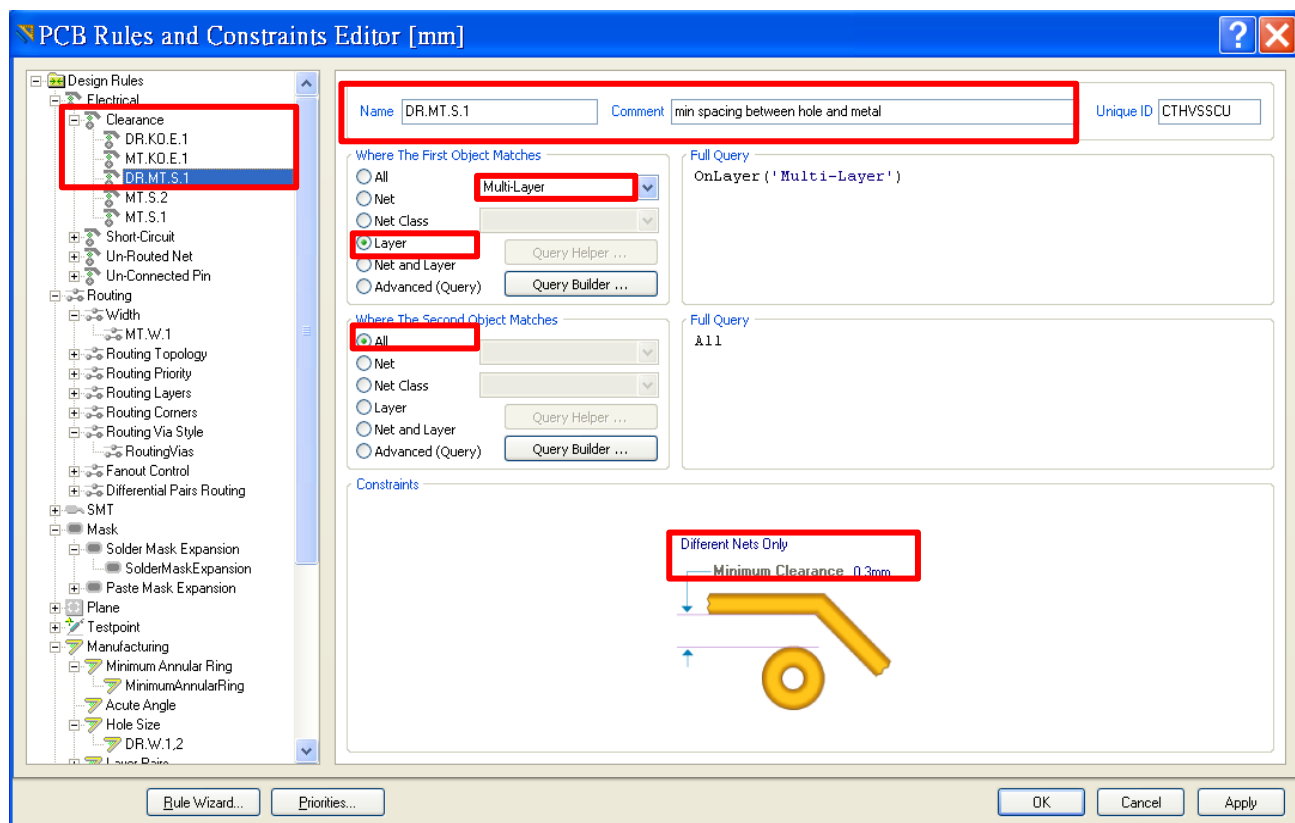 PCB Rules and Constraints Editor [mm]
Design Rules
Electrical
Clearance
DR.KO.E.1
MT.KO.E.1
DR.MT.S.1
MT.S.2
MT.S.1
Short-Circuit
Un-Routed Net
Un-Connected Pin
Routing
Width
MT.W.1
Routing Topology
Routing Priority
Routing Layers
Routing Corners
Routing Via Style
RoutingVias
Fanout Control
Differential Pairs Routing
SMT
Mask
Solder Mask Expansion
SolderMaskExpansion
Paste Mask Expansion
Plane
Testpoint
Manufacturing
Minimum Annular Ring
MinimumAnnularRing
Acute Angle
Hole Size
DR.W.1,2
Layer Pairs
Name DR.MT.S.1 Comment min spacing between hole and metal Unique ID CTHVSSCU
Where The First Object Matches
All
Net
Net Class
Layer
Net and Layer
Advanced (Query)
Multi-Layer
Query Helper ...
Query Builder ...
Full Query
OnLayer('Multi-Layer')
Where The Second Object Matches
All
Net
Net Class
Layer
Net and Layer
Advanced (Query)
Query Helper ...
Query Builder ...
Full Query
All
Constraints
Different Nets Only
Minimum Clearance 0.3mm
Rule Wizard... Priorities... OK Cancel Apply